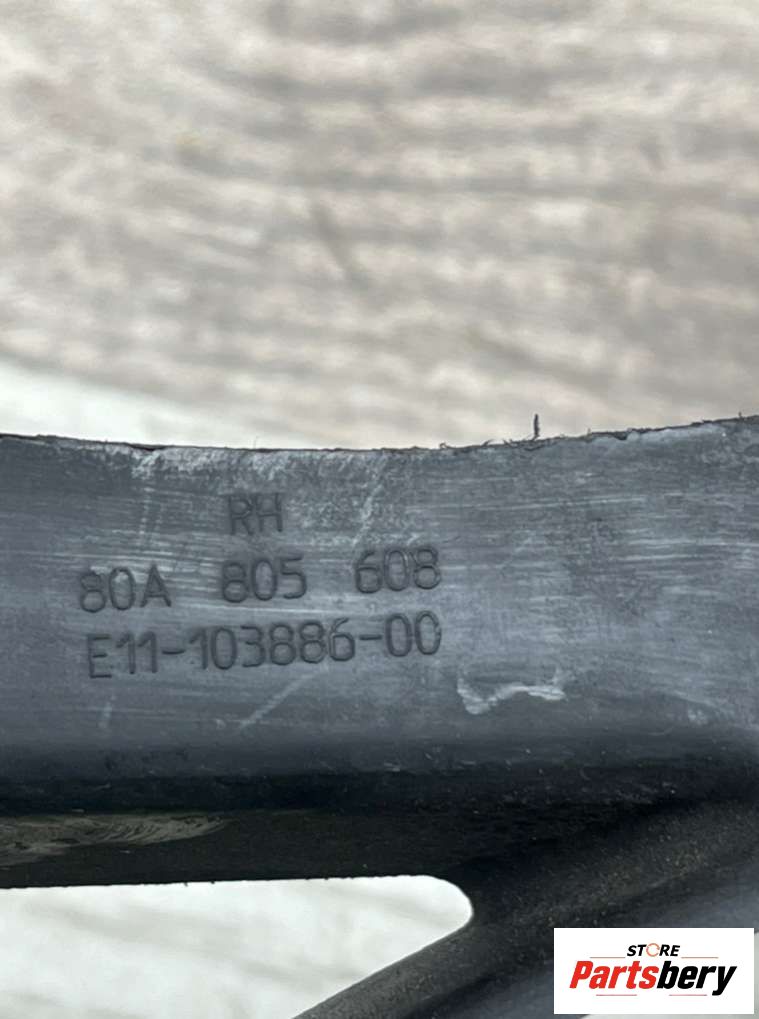 RH
80A 805 608
E11-103886-00
STORE
Partsbery